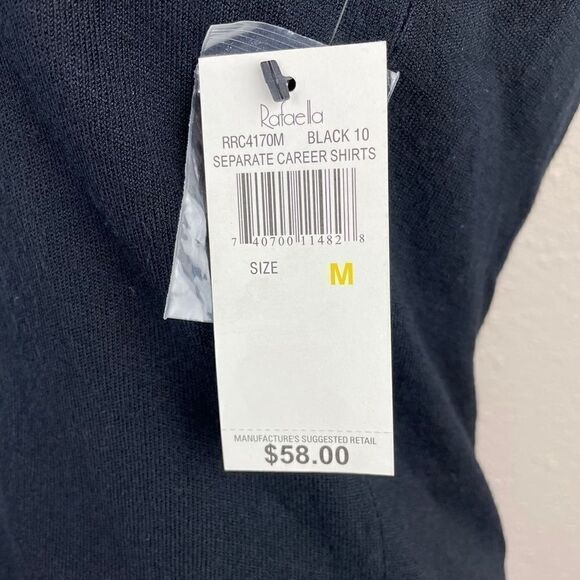 Rafaella
RRC4170M BLACK 10
SEPARATE CAREER SHIRTS
7 40700 11482 8
SIZE M
MANUFACTURE'S SUGGESTED RETAIL
$58.00